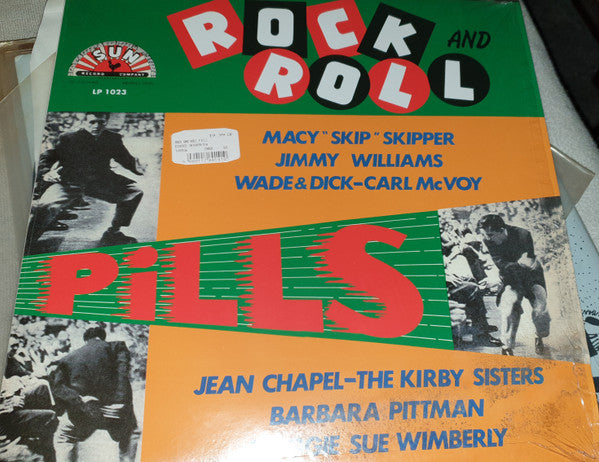 ROCK AND
ROLL
SUN
RECORD COMPANY
LP 1023
MACY "SKIP" SKIPPER
JIMMY WILLIAMS
WADE & DICK-CARL McVOY
PiLLS
JEAN CHAPEL-THE KIRBY SISTERS
BARBARA PITTMAN
SUE WIMBERLY